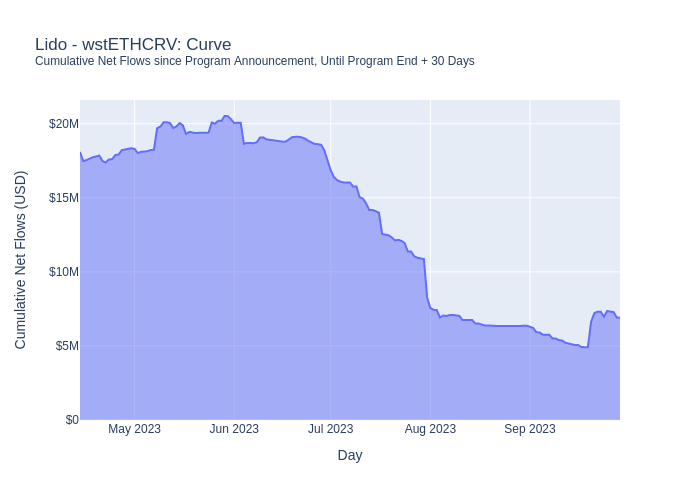 Lido - wstETHCRV: Curve
Cumulative Net Flows since Program Announcement, Until Program End + 30 Days
$20M
$15M
$10M
$5M
$0
Cumulative Net Flows (USD)
May 2023
Jun 2023
Jul 2023
Aug 2023
Sep 2023
Day